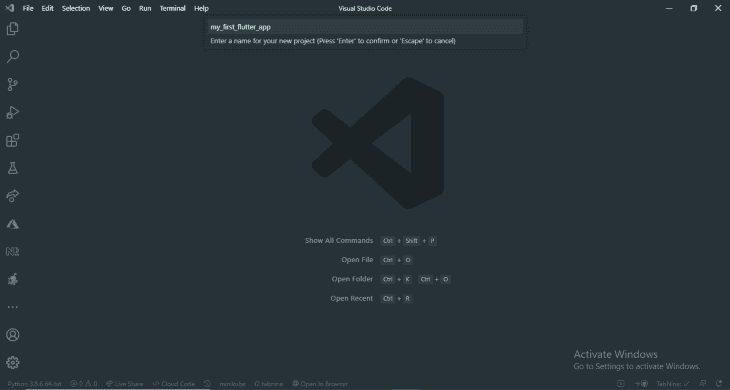 File Edit Selection View Go Run Terminal Help
Visual Studio Code
my_first_flutter_app
Enter a name for your new project (Press 'Enter' to confirm or 'Escape' to cancel)
Show All Commands Ctrl + Shift + P
Open File Ctrl + O
Open Folder Ctrl + K Ctrl + O
Open Recent Ctrl + R
Activate Windows
Go to Settings to activate Windows.
Python 3.8.6 64-bit 0 0 Live Share Cloud Code minikube tabnine Open In Browser